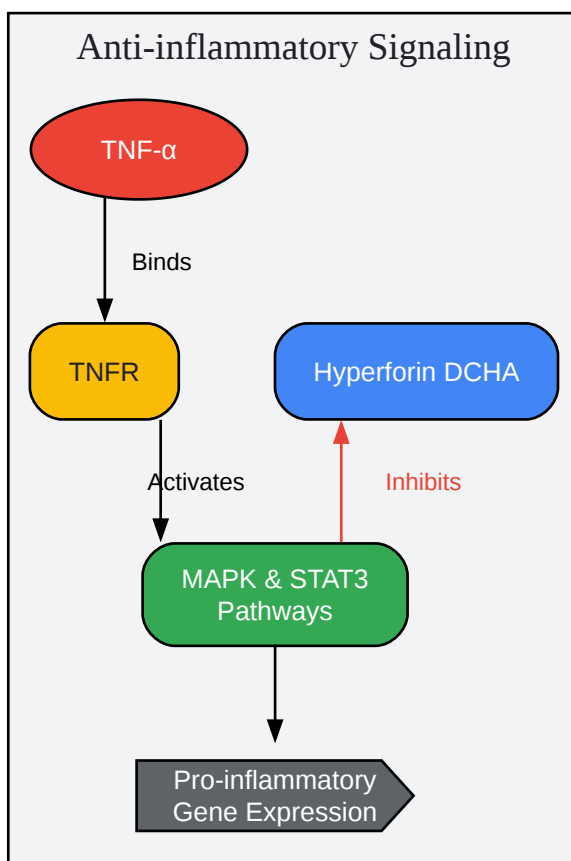 Anti-inflammatory Signaling
TNF-α
Binds
TNFR
Hyperforin DCHA
Activates
Inhibits
MAPK & STAT3
Pathways
Pro-inflammatory
Gene Expression